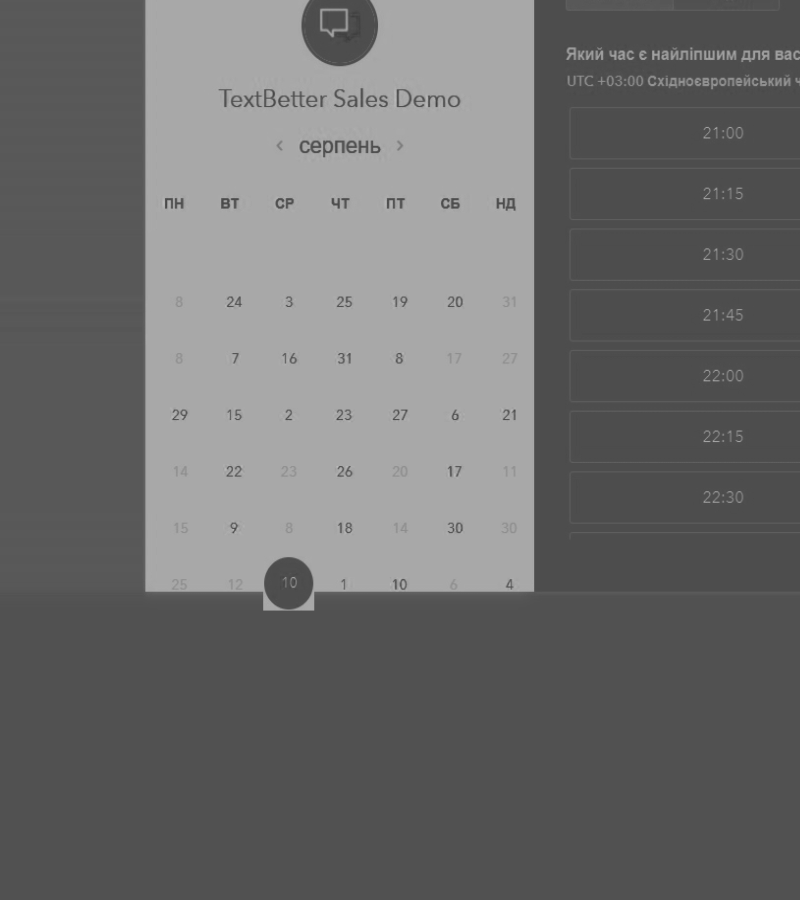 TextBetter Sales Demo
‹ серпень ›
ПН ВТ СР ЧТ ПТ СБ НД
8 24 3 25 19 20 31
8 7 16 31 8 17 27
29 15 2 23 27 6 21
14 22 23 26 20 17 11
15 9 8 18 14 30 30
25 12 10 1 10 6 4
Який час є найліпшим для вас
UTC +03:00 Східноєвропейський ч
21:00
21:15
21:30
21:45
22:00
22:15
22:30